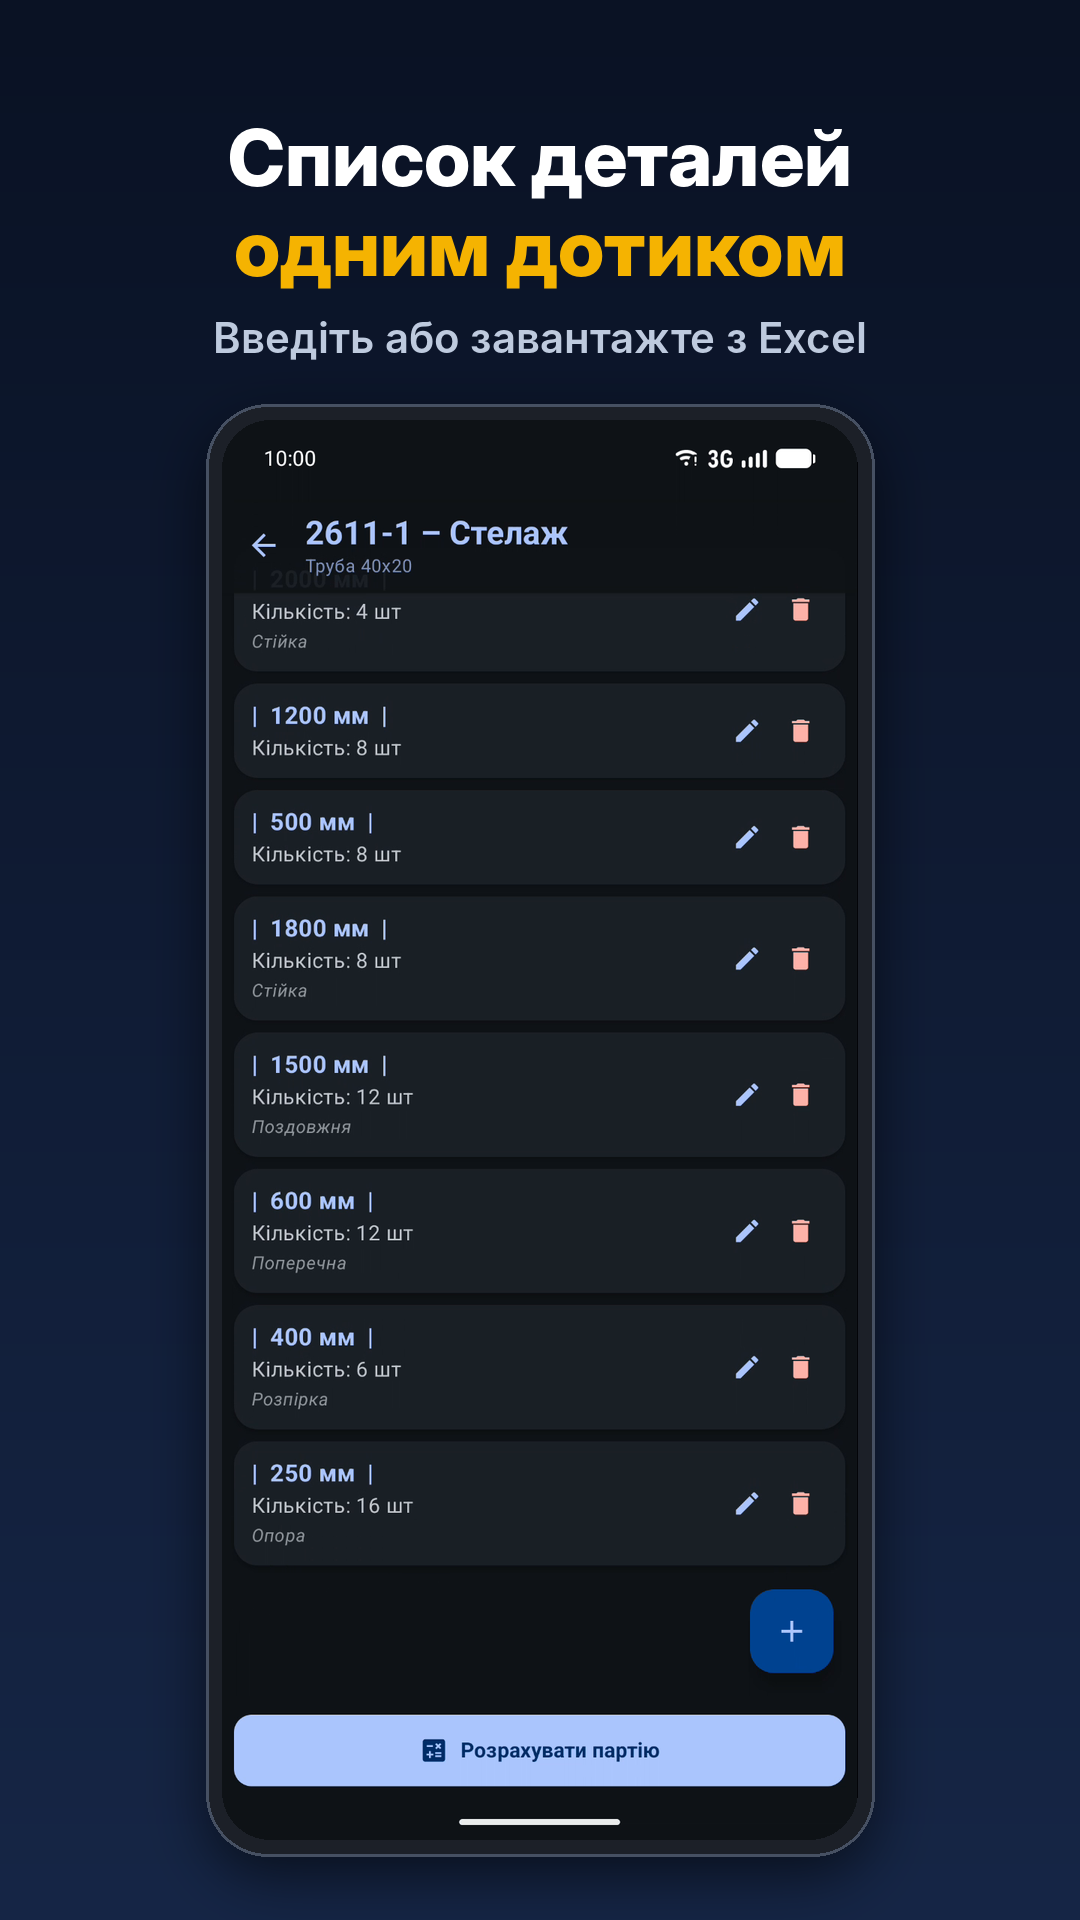 Список деталей
одним дотиком
Введіть або завантажте з Excel
10:00 3G
2611-1 – Стелаж
Труба 40x20
| 2000 мм |
Кількість: 4 шт
Стійка
| 1200 мм |
Кількість: 8 шт
| 500 мм |
Кількість: 8 шт
| 1800 мм |
Кількість: 8 шт
Стійка
| 1500 мм |
Кількість: 12 шт
Поздовжня
| 600 мм |
Кількість: 12 шт
Поперечна
| 400 мм |
Кількість: 6 шт
Розпірка
| 250 мм |
Кількість: 16 шт
Опора
Розрахувати партію